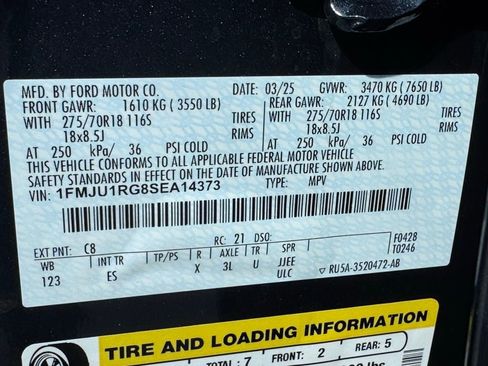 MFD. BY FORD MOTOR CO. 03/25 GVWR: 3470 KG ( 7650 LB)
FRONT GAWR: 1610 KG ( 3550 LB) REAR GAWR: 2127 KG ( 4690 LB)
WITH 275/70R18 116S TIRES WITH 275/70R18 116S TIRES
18x8.5J RIMS 18x8.5J RIMS
AT 250 kPa/ 36 PSI COLD AT 250 kPa/ 36 PSI COLD
THIS VEHICLE CONFORMS TO ALL APPLICABLE FEDERAL MOTOR VEHICLE
SAFETY STANDARDS IN EFFECT ON THE DATE OF MANUFACTURE SHOWN ABOVE.
VIN: 1FMJU1RG8SEA14373 TYPE: MPV
EXT PNT: C8 RC: 21 DSO: F0428
WB INT TR TP/PS R AXLE TR SPR T0246
123 ES X 3L U JJEE
ULC RU5A-3520472-AB
TIRE AND LOADING INFORMATION
TOTAL: 7 FRONT: 2 REAR: 5
lbs